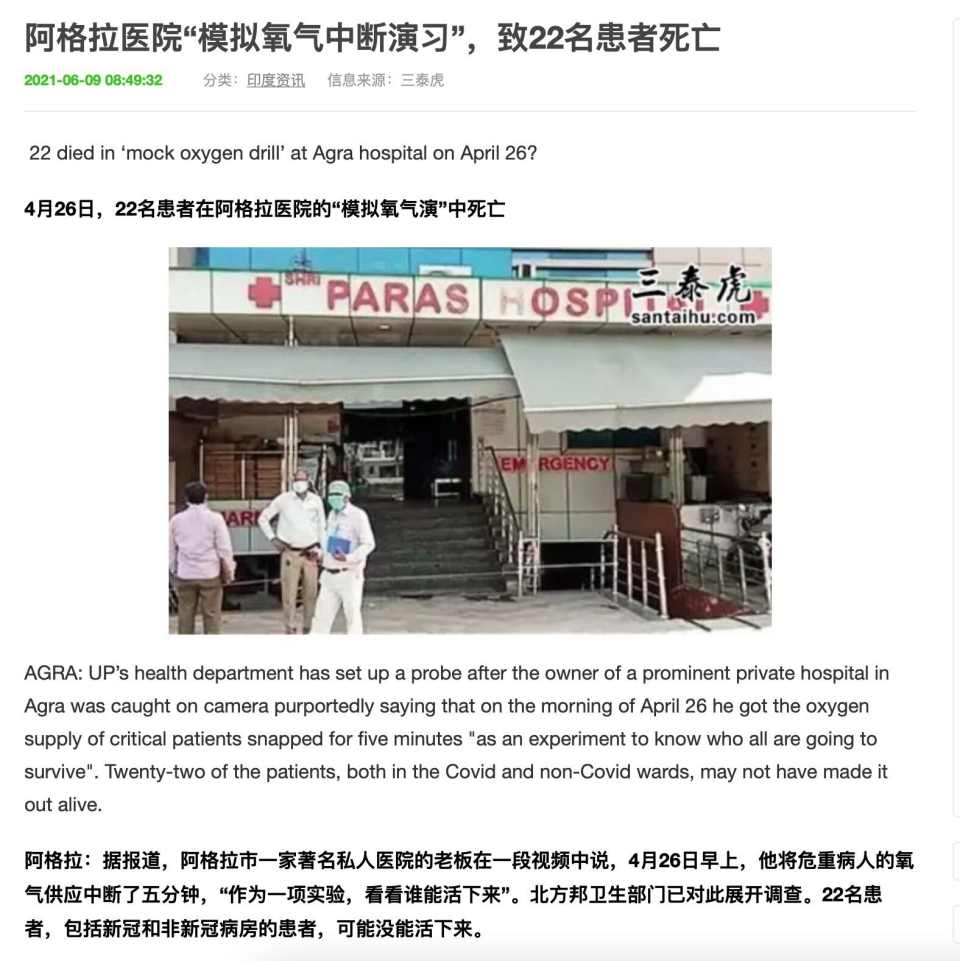 阿格拉医院“模拟氧气中断演习”，致22名患者死亡
2021-06-09 08:49:32 分类：印度资讯 信息来源：三泰虎
22 died in ‘mock oxygen drill’ at Agra hospital on April 26?
4月26日，22名患者在阿格拉医院的“模拟氧气演”中死亡
三泰虎
santaihu.com
SHRI
PARAS HOSPITAL
EMERGENCY
AGRA: UP’s health department has set up a probe after the owner of a prominent private hospital in
Agra was caught on camera purportedly saying that on the morning of April 26 he got the oxygen
supply of critical patients snapped for five minutes "as an experiment to know who all are going to
survive". Twenty-two of the patients, both in the Covid and non-Covid wards, may not have made it
out alive.
阿格拉：据报道，阿格拉市一家著名私人医院的老板在一段视频中说，4月26日早上，他将危重病人的氧
气供应中断了五分钟，“作为一项实验，看看谁能活下来”。北方邦卫生部门已对此展开调查。22名患
者，包括新冠和非新冠病房的患者，可能没能活下来。